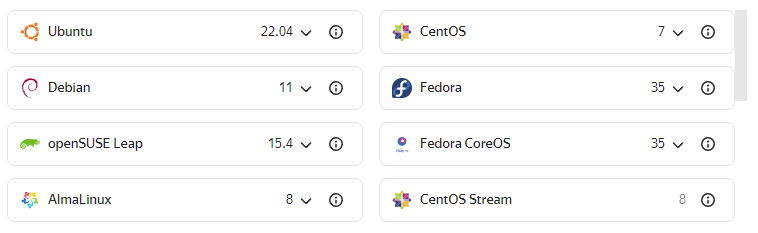 Ubuntu 22.04
CentOS 7
Debian 11
Fedora 35
openSUSE Leap 15.4
Fedora CoreOS 35
AlmaLinux 8
CentOS Stream 8